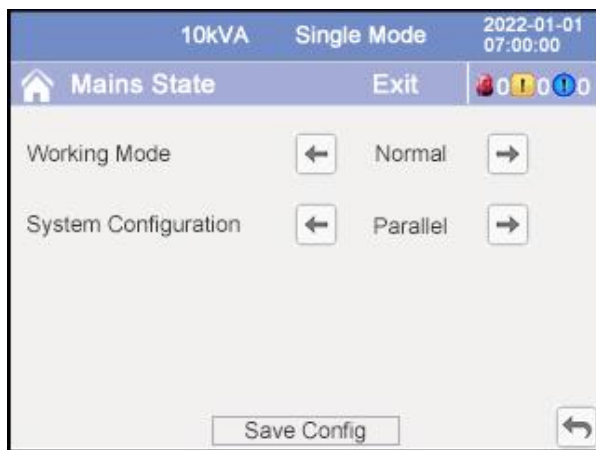 10kVA Single Mode 2022-01-01
07:00:00
Mains State Exit 0 ! 0 ! 0
Working Mode Normal
System Configuration Parallel
Save Config